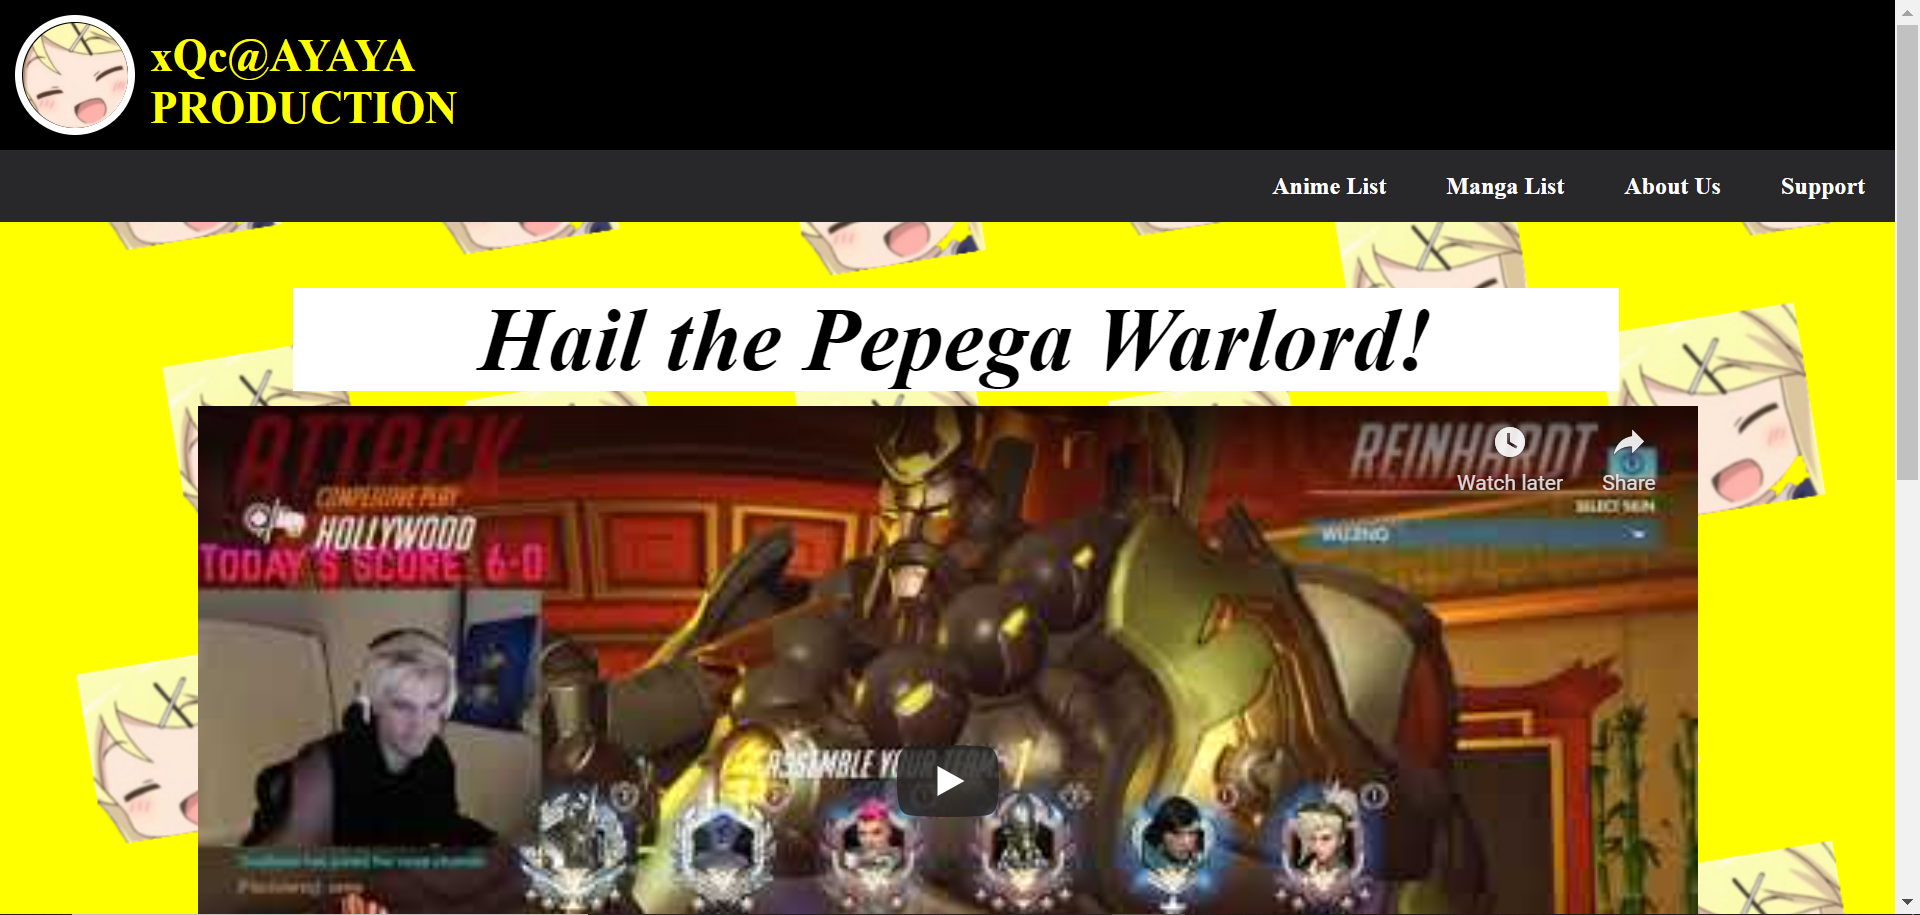 xQc@AYAYA
PRODUCTION
Anime List
Manga List
About Us
Support
Hail the Pepega Warlord!
ATTACK
COMPETITIVE PLAY
HOLLYWOOD
TODAY'S SCORE 6-0
REINHARDT
Watch later
Share
SELECT SKIN
WUJING
ASSEMBLE YOUR TEAM